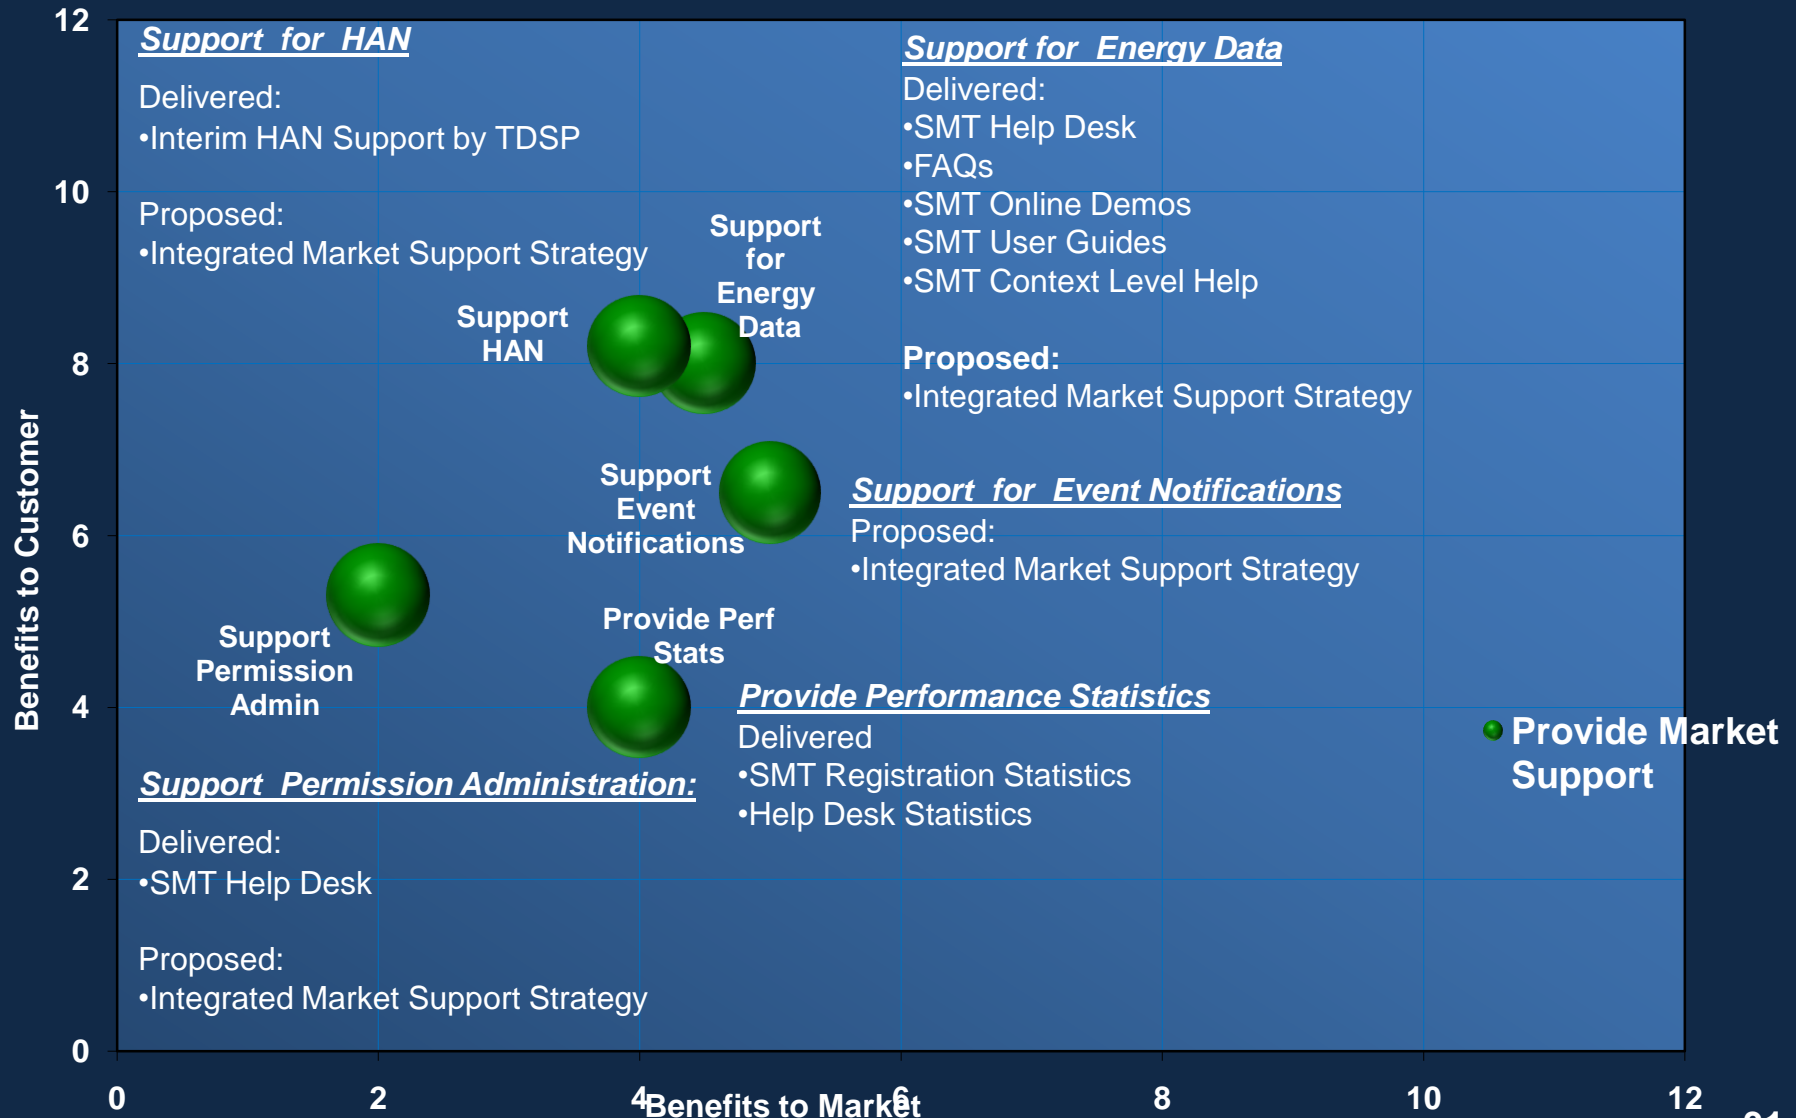 Support for HAN
Delivered:
•Interim HAN Support by TDSP
Proposed:
•Integrated Market Support Strategy
Support for Energy Data
Delivered:
•SMT Help Desk
•FAQs
•SMT Online Demos
•SMT User Guides
•SMT Context Level Help
Proposed:
•Integrated Market Support Strategy
Support
for
Energy
Data
Support
HAN
Support
Event
Notifications
Support for Event Notifications
Proposed:
•Integrated Market Support Strategy
Support
Permission
Admin
Provide Perf
Stats
Provide Performance Statistics
Delivered
•SMT Registration Statistics
•Help Desk Statistics
Provide Market
Support
Support Permission Administration:
Delivered:
•SMT Help Desk
Proposed:
•Integrated Market Support Strategy
Benefits to Customer
12
10
8
6
4
2
0
0 2 4 6 8 10 12
Benefits to Market